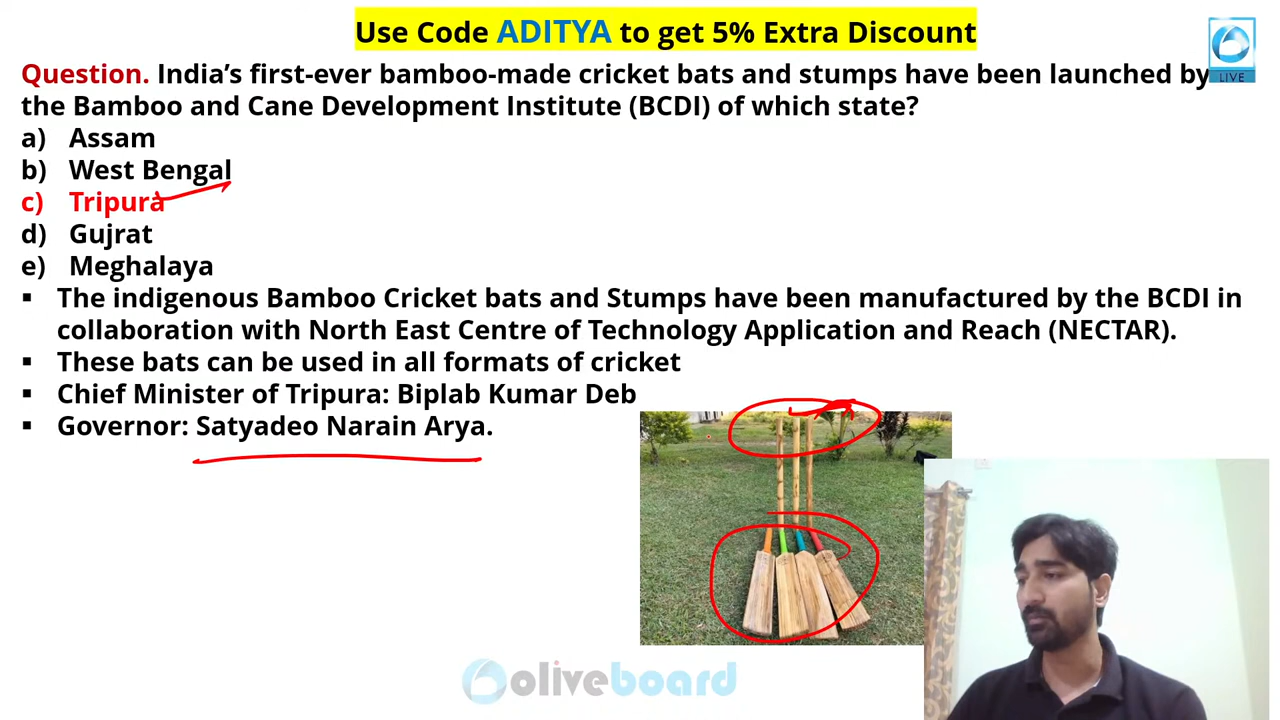 Use Code ADITYA to get 5% Extra Discount
LIVE
Question. India's first-ever bamboo-made cricket bats and stumps have been launched by
the Bamboo and Cane Development Institute (BCDI) of which state?
a) Assam
b) West Bengal
c) Tripura
d) Gujrat
e) Meghalaya
▪ The indigenous Bamboo Cricket bats and Stumps have been manufactured by the BCDI in
collaboration with North East Centre of Technology Application and Reach (NECTAR).
▪ These bats can be used in all formats of cricket
▪ Chief Minister of Tripura: Biplab Kumar Deb
▪ Governor: Satyadeo Narain Arya.
oliveboard